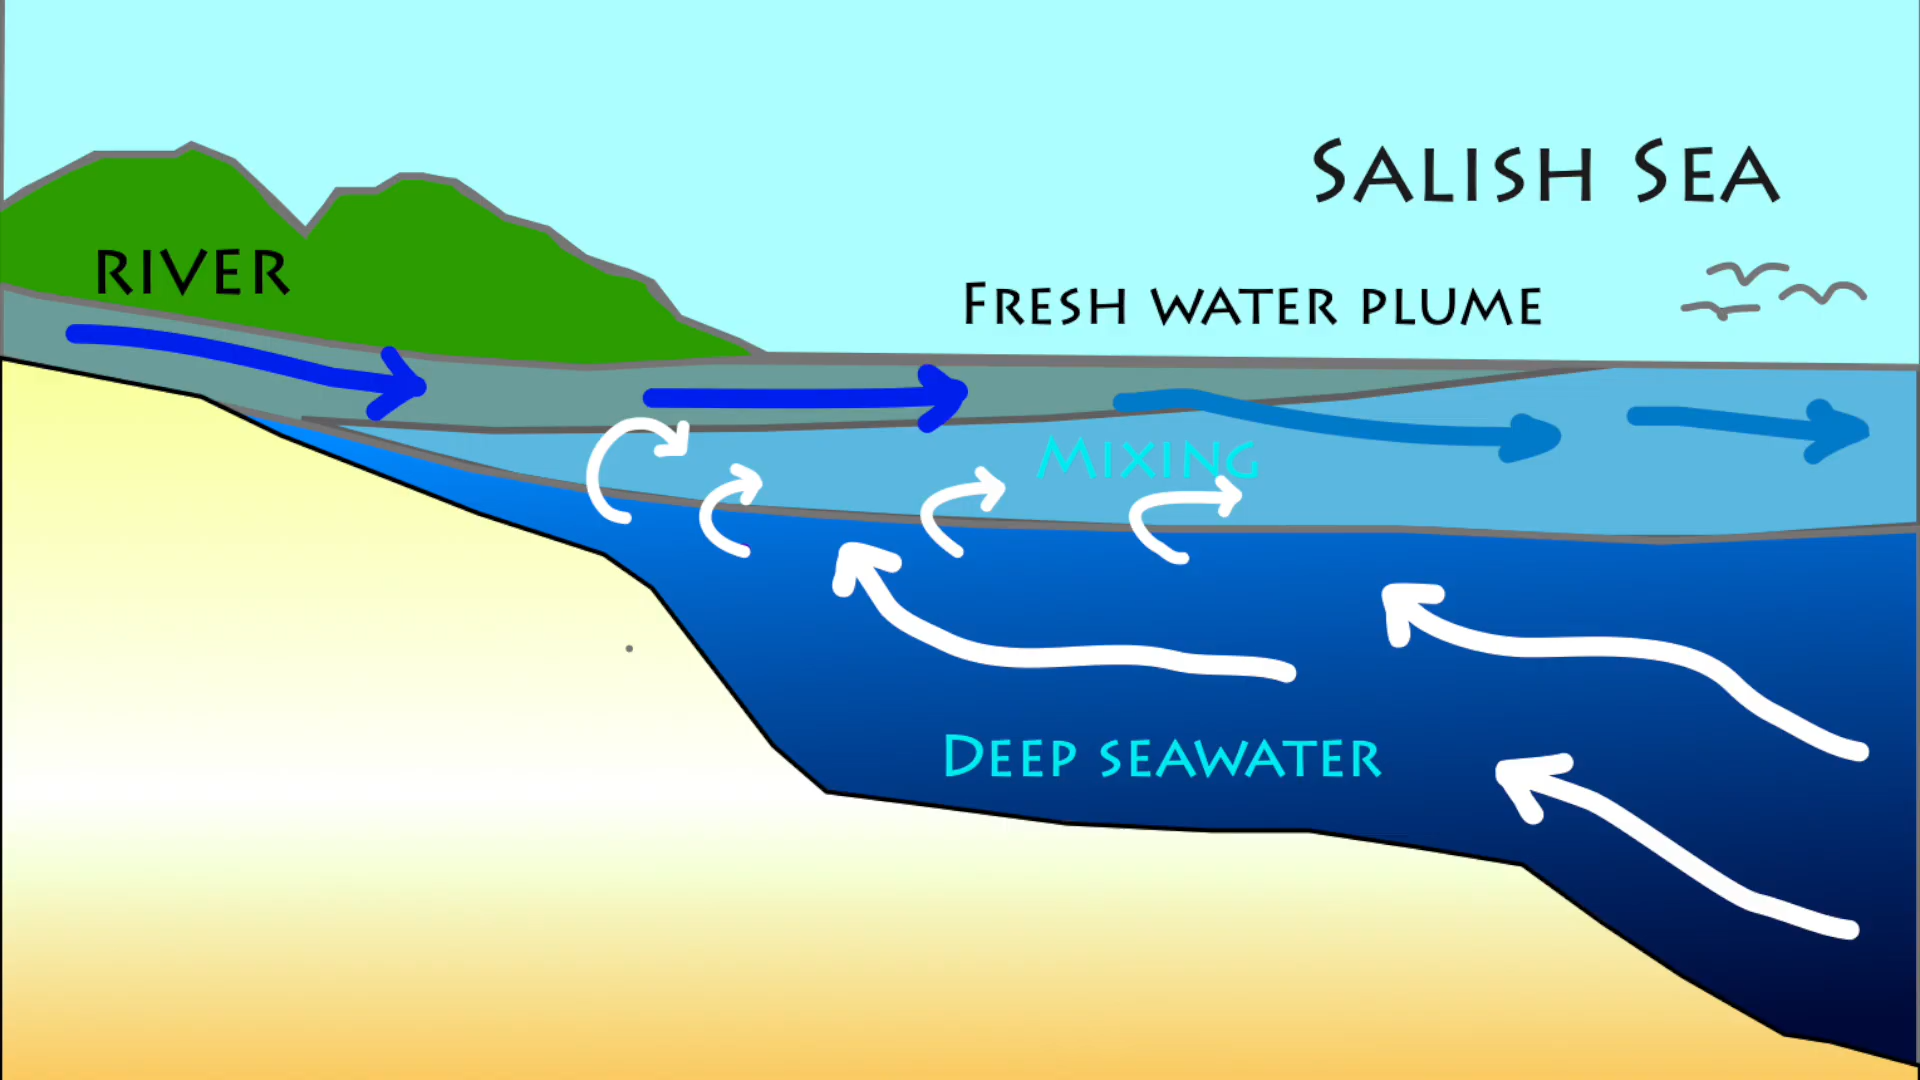 SALISH SEA
RIVER
FRESH WATER PLUME
MIXING
DEEP SEAWATER